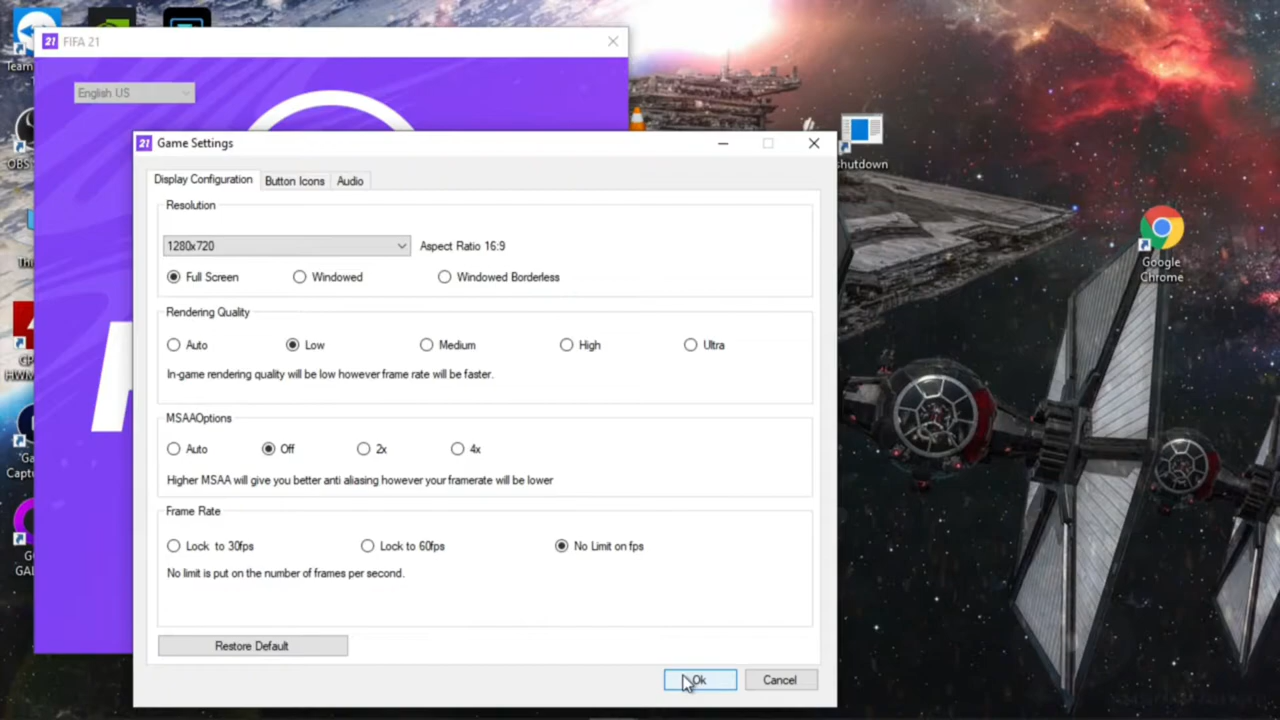 21 FIFA 21
English US
21 Game Settings
Display Configuration Button Icons Audio
Resolution
1280x720 Aspect Ratio 16:9
Full Screen Windowed Windowed Borderless
Rendering Quality
Auto Low Medium High Ultra
In-game rendering quality will be low however frame rate will be faster.
MSAAOptions
Auto Off 2x 4x
Higher MSAA will give you better anti aliasing however your framerate will be lower
Frame Rate
Lock to 30fps Lock to 60fps No Limit on fps
No limit is put on the number of frames per second.
Restore Default
Ok Cancel
shutdown
Google
Chrome
Team
OBS